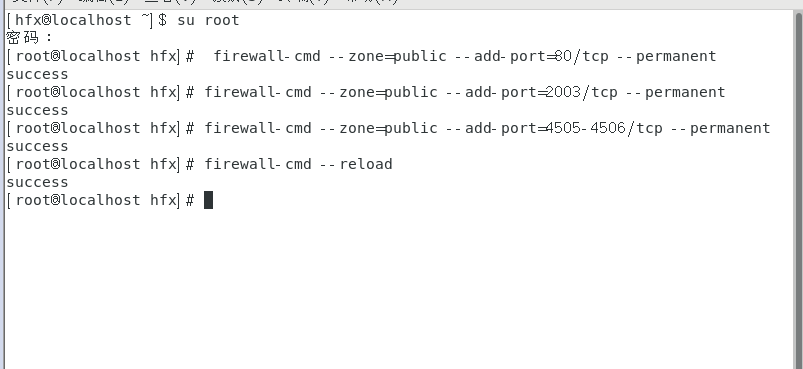 [hfx@localhost ~]$ su root
密码：
[root@localhost hfx]#  firewall-cmd --zone=public --add-port=80/tcp --permanent
success
[root@localhost hfx]# firewall-cmd --zone=public --add-port=2003/tcp --permanent
success
[root@localhost hfx]# firewall-cmd --zone=public --add-port=4505-4506/tcp --permanent
success
[root@localhost hfx]# firewall-cmd --reload
success
[root@localhost hfx]#